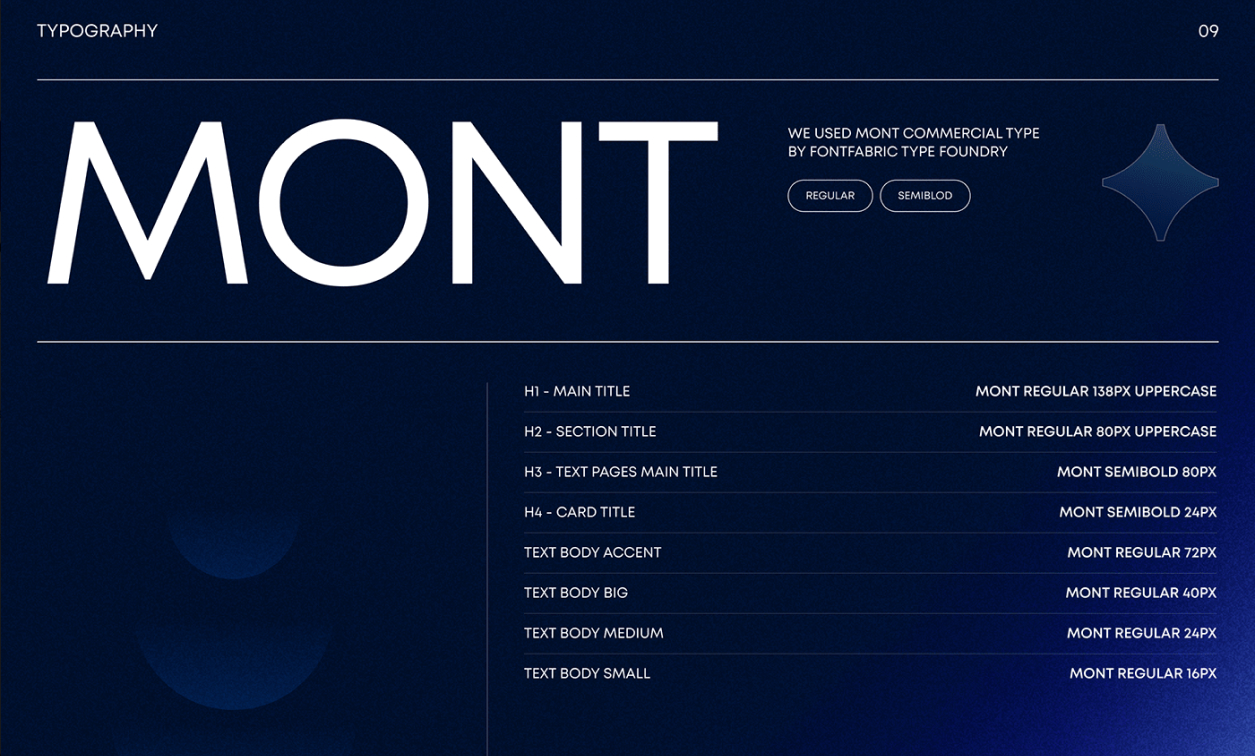 TYPOGRAPHY
09
MONT
WE USED MONT COMMERCIAL TYPE
BY FONTFABRIC TYPE FOUNDRY
REGULAR
SEMIBLOD
H1 - MAIN TITLE MONT REGULAR 138PX UPPERCASE
H2 - SECTION TITLE MONT REGULAR 80PX UPPERCASE
H3 - TEXT PAGES MAIN TITLE MONT SEMIBOLD 80PX
H4 - CARD TITLE MONT SEMIBOLD 24PX
TEXT BODY ACCENT MONT REGULAR 72PX
TEXT BODY BIG MONT REGULAR 40PX
TEXT BODY MEDIUM MONT REGULAR 24PX
TEXT BODY SMALL MONT REGULAR 16PX